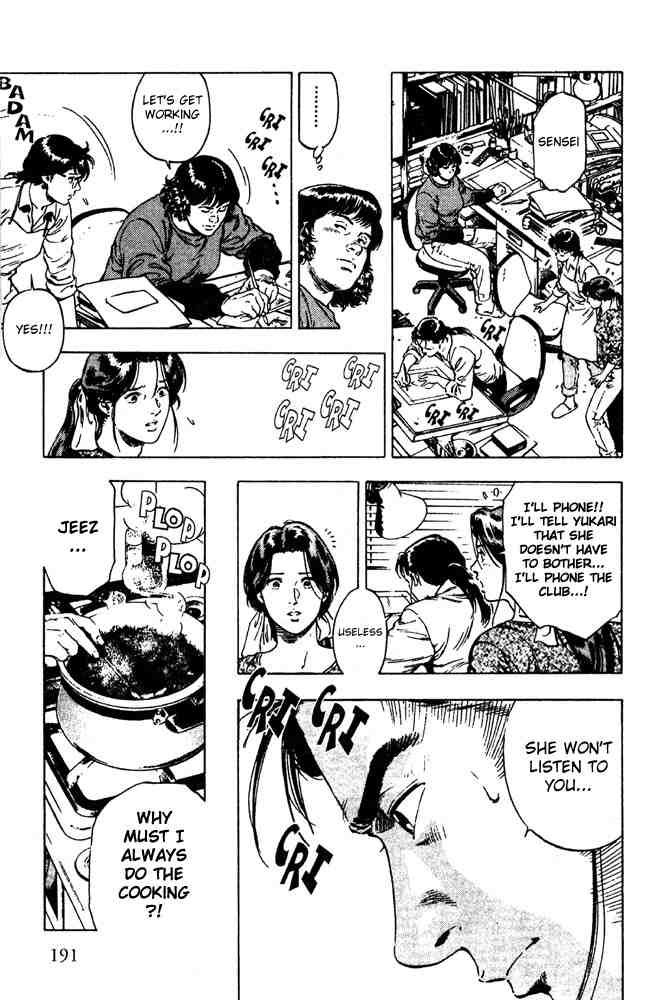 SENSEI
CRI
CRI
CRI
CRI
..........
CRI
CRI
CRI
...
LET'S GET
WORKING
...!!
BADAM
YES!!!
CRI
CRI
CRI
CRI
I'LL PHONE!!
I'LL TELL YUKARI
THAT SHE
DOESN'T HAVE
TO BOTHER...
I'LL PHONE THE
CLUB...!
USELESS
...
SHE WON'T
LISTEN TO
YOU...
CRI
CRI
CRI
JEEZ
...
PLOP
PLOP
WHY
MUST I
ALWAYS
DO THE
COOKING
?!
191